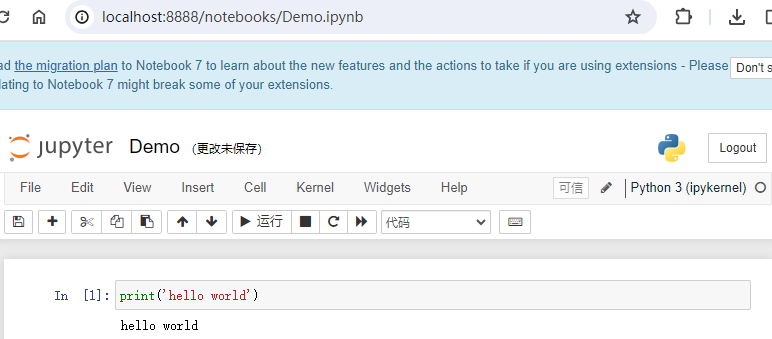 localhost:8888/notebooks/Demo.ipynb
ad the migration plan to Notebook 7 to learn about the new features and the actions to take if you are using extensions - Please
Don't s
dating to Notebook 7 might break some of your extensions.
jupyter Demo (更改未保存)
Logout
File Edit View Insert Cell Kernel Widgets Help 可信 Python 3 (ipykernel)
运行 代码
In [1]: print('hello world')
hello world